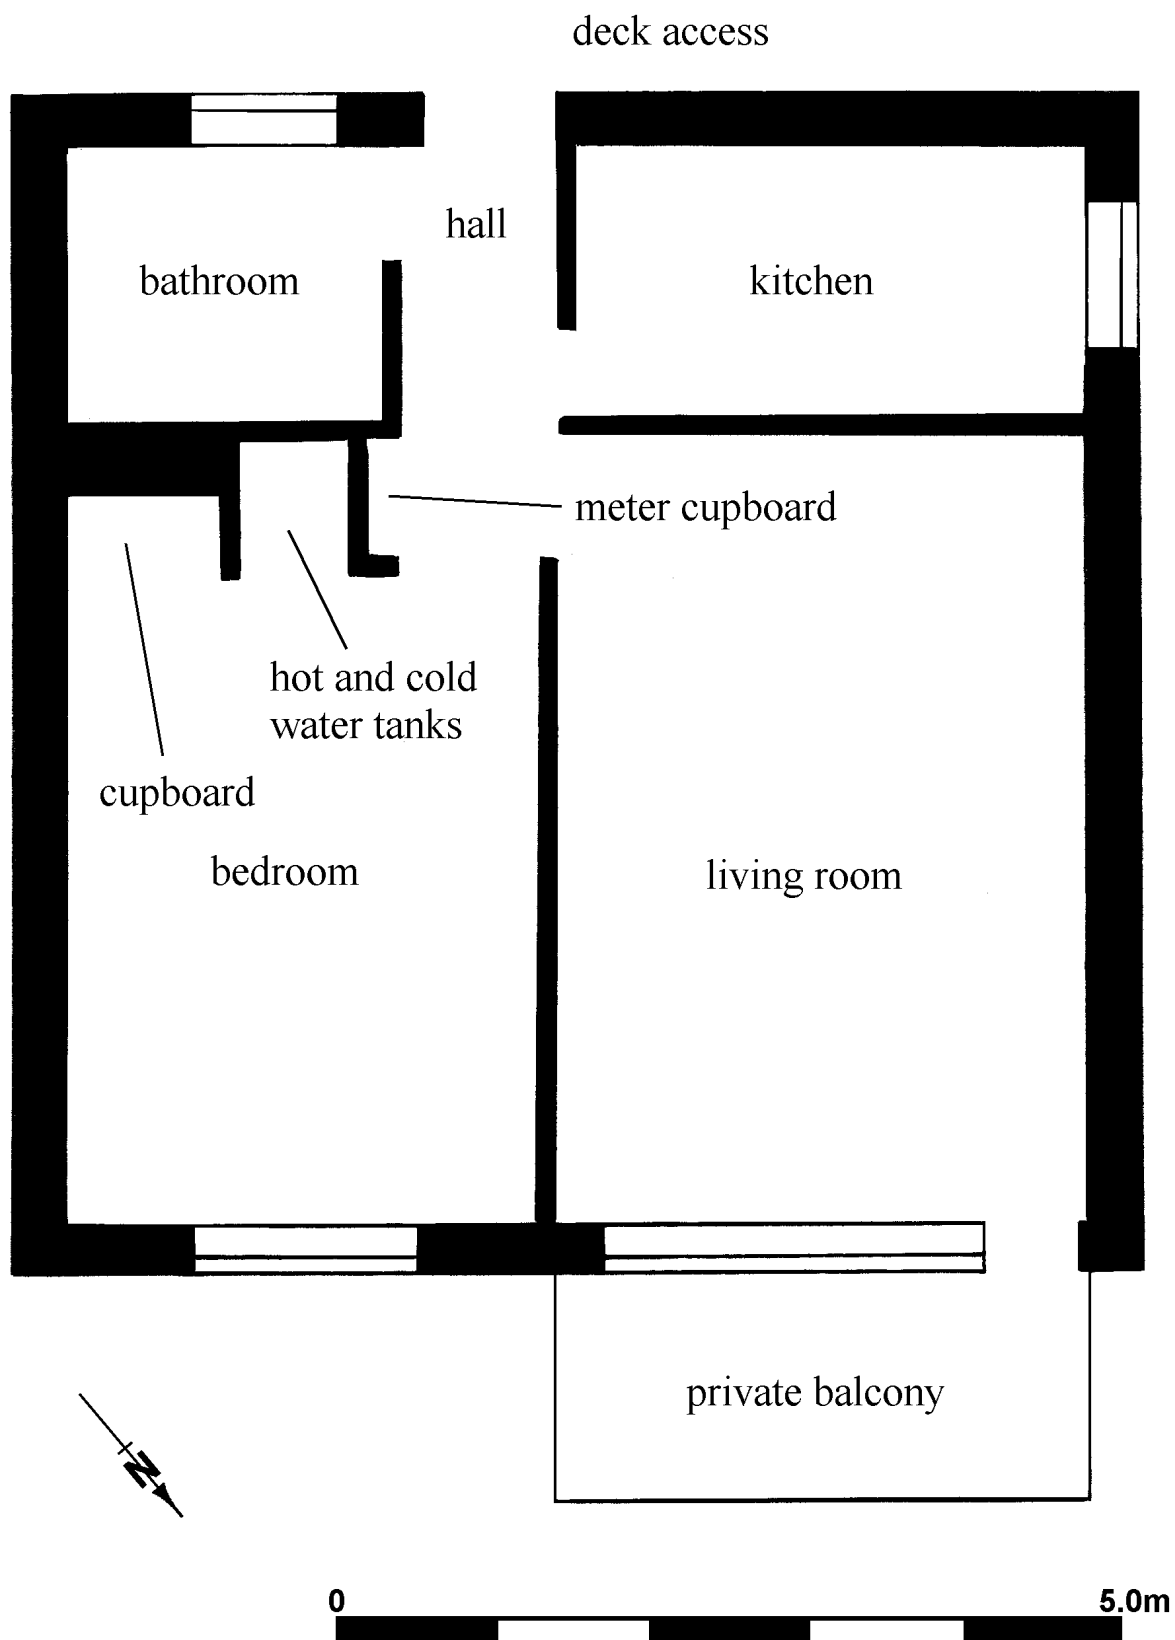 deck access
hall
bathroom
kitchen
meter cupboard
hot and cold
water tanks
cupboard
bedroom
living room
private balcony
N
0
5.0m